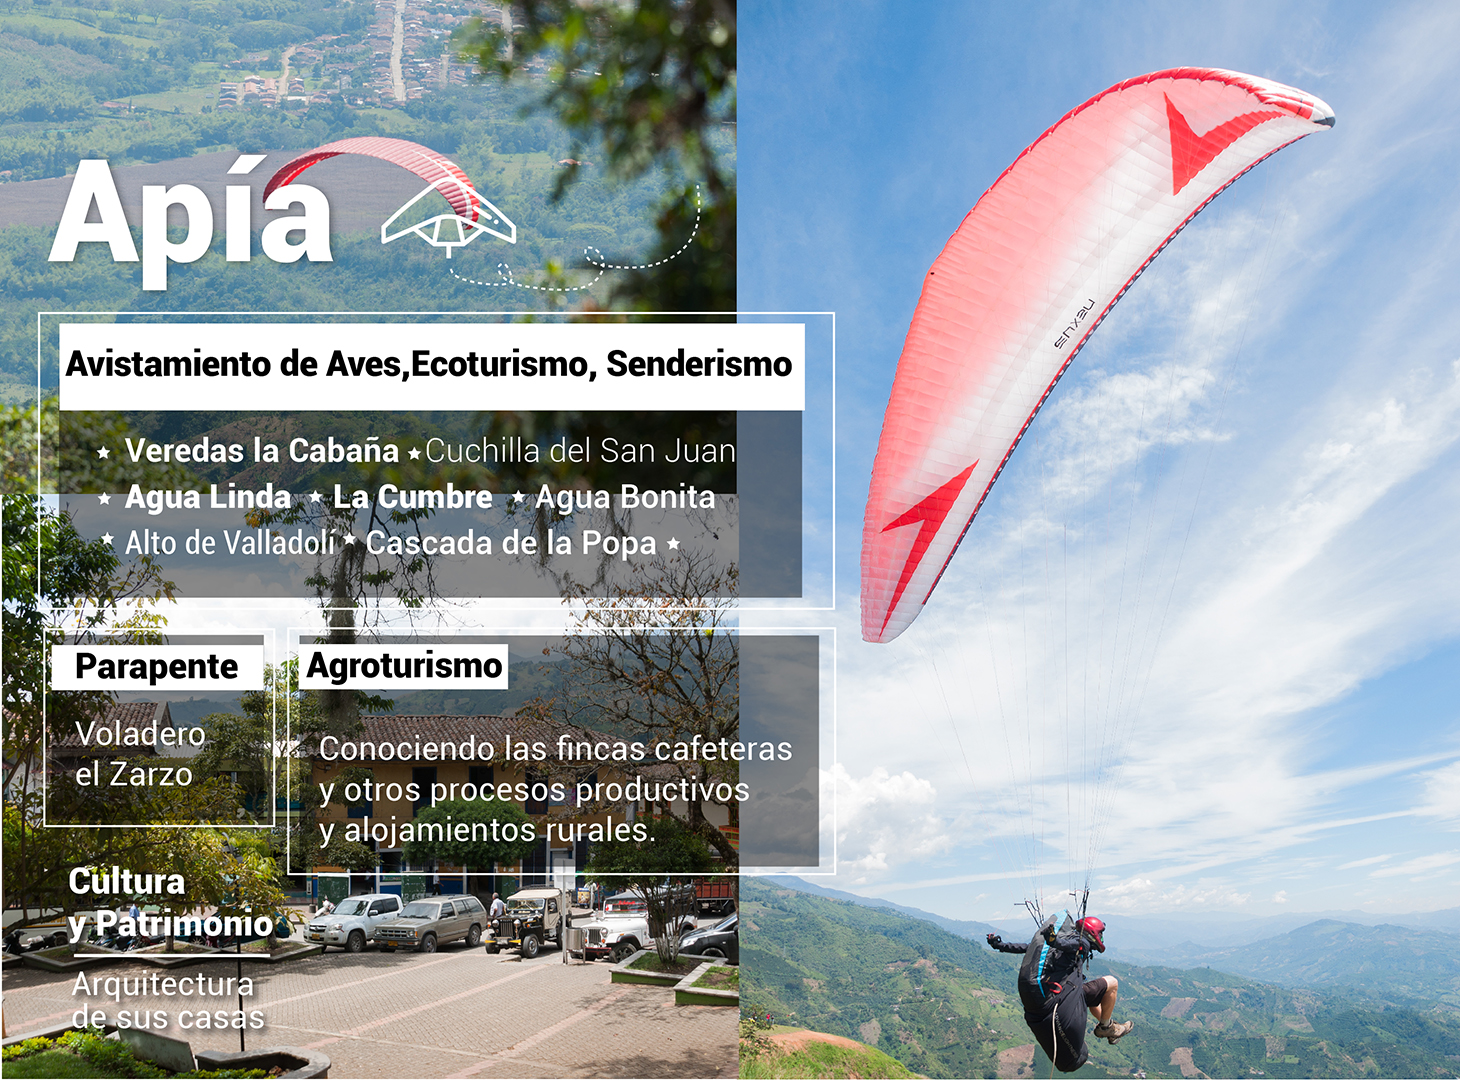 Apía
Avistamiento de Aves,Ecoturismo, Senderismo
Veredas la Cabaña Cuchilla del San Juan
Agua Linda La Cumbre Agua Bonita
Alto de Valladolí Cascada de la Popa
Parapente
Voladero
el Zarzo
Agroturismo
Conociendo las fincas cafeteras
y otros procesos productivos
y alojamientos rurales.
Cultura
y Patrimonio
Arquitectura
de sus casas
NEXUS